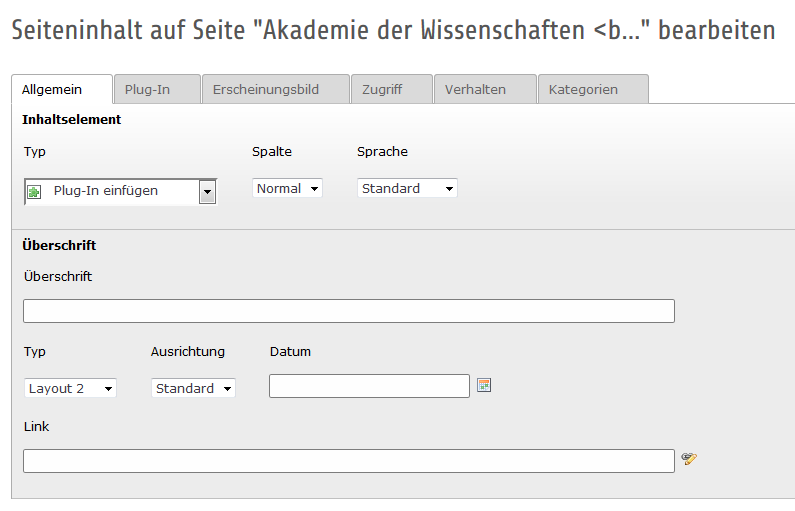 Seiteninhalt auf Seite "Akademie der Wissenschaften <b..." bearbeiten
Allgemein Plug-In Erscheinungsbild Zugriff Verhalten Kategorien
Inhaltselement
Typ Spalte Sprache
Plug-In einfügen Normal Standard
Überschrift
Überschrift
Typ Ausrichtung Datum
Layout 2 Standard
Link